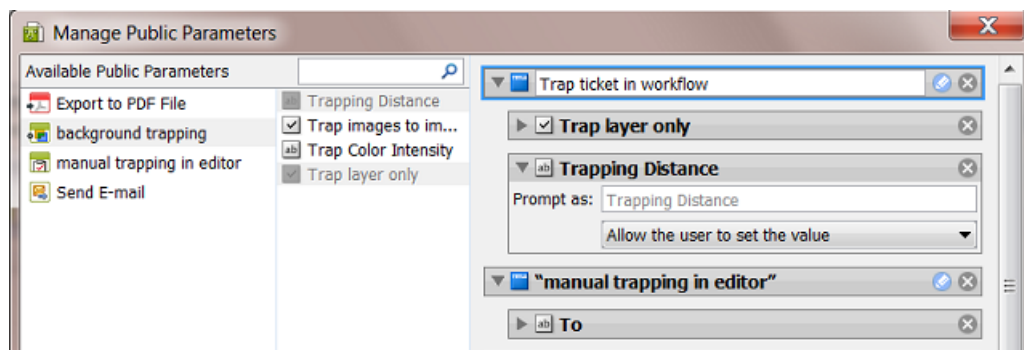 Manage Public Parameters
Available Public Parameters
Export to PDF File
background trapping
manual trapping in editor
Send E-mail
Trapping Distance
Trap images to im...
Trap Color Intensity
Trap layer only
Trap ticket in workflow
Trap layer only
Trapping Distance
Prompt as: Trapping Distance
Allow the user to set the value
“manual trapping in editor”
To